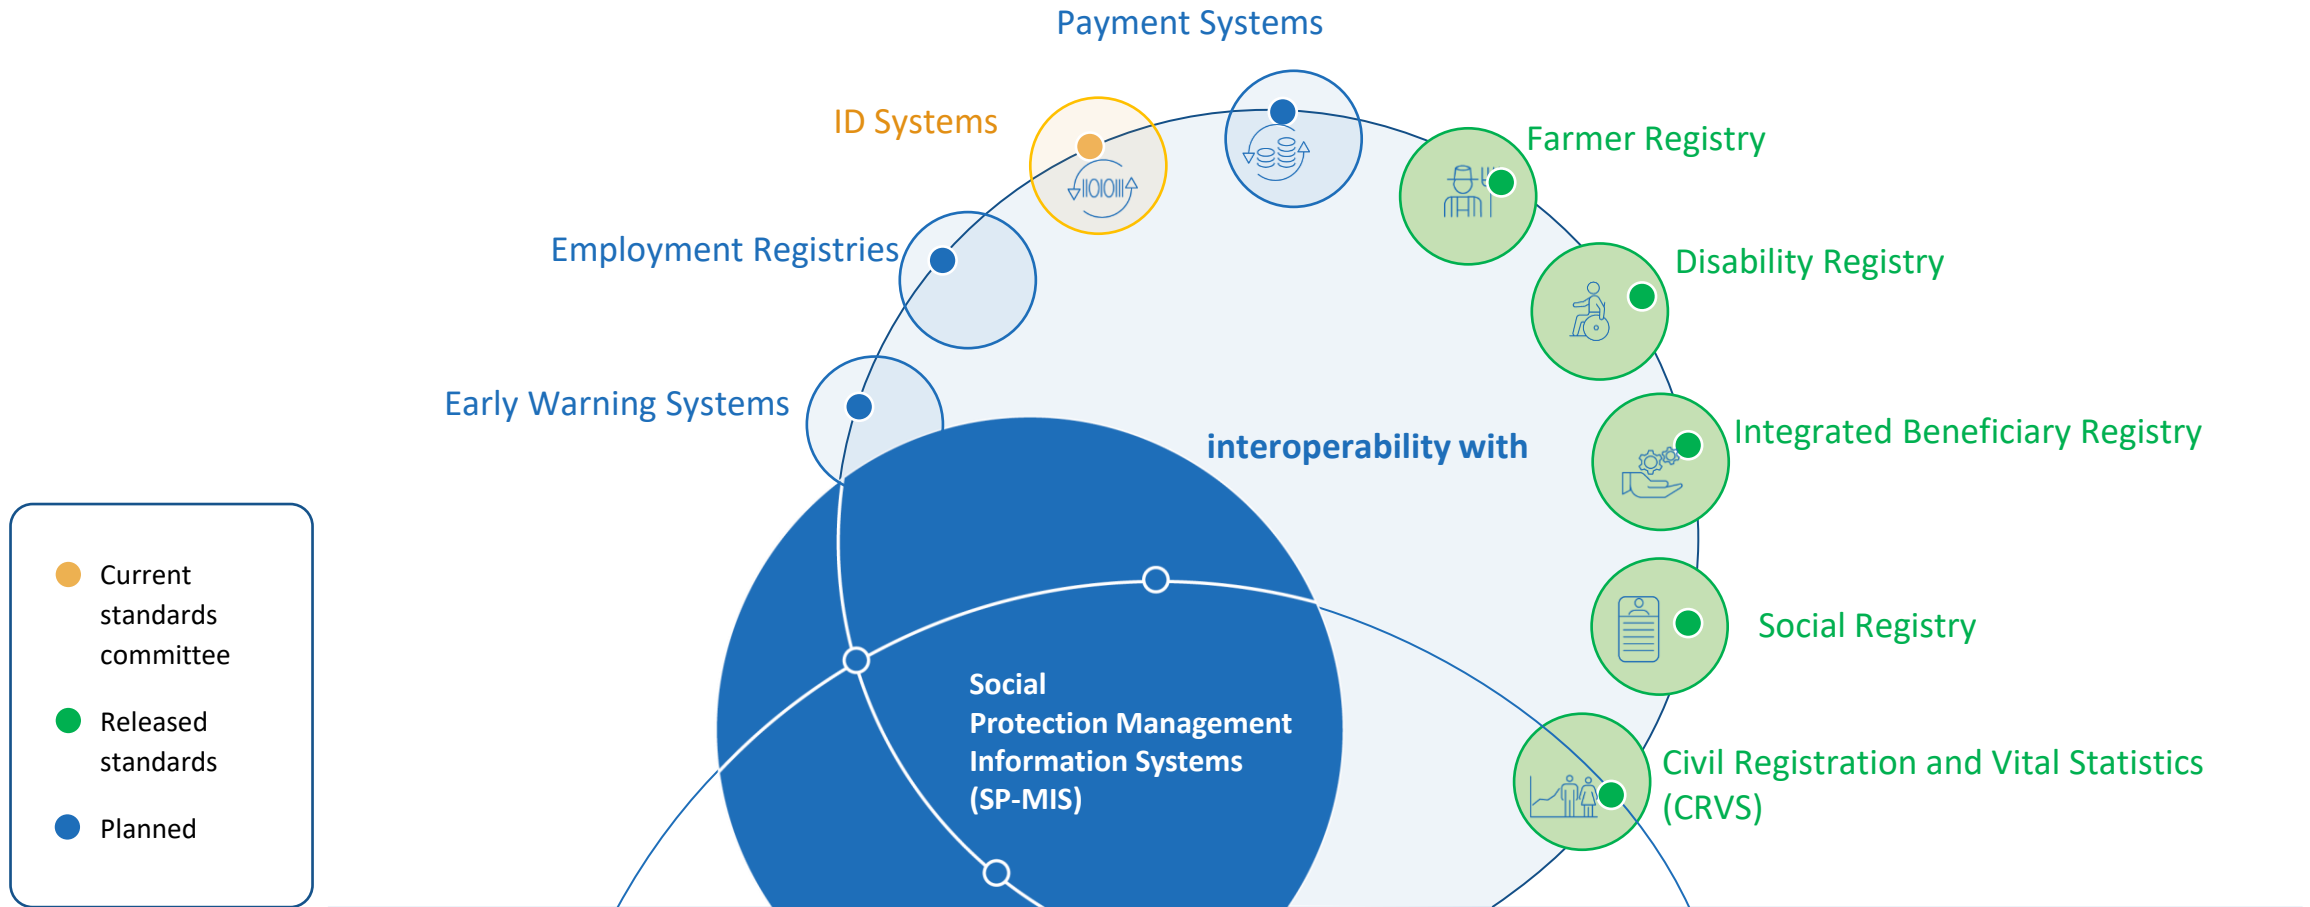 Payment Systems
ID Systems
Farmer Registry
Employment Registries
Disability Registry
Early Warning Systems
interoperability with
Integrated Beneficiary Registry
Social Registry
Social
Protection Management
Information Systems
(SP-MIS)
Civil Registration and Vital Statistics
(CRVS)
Current
standards
committee
Released
standards
Planned